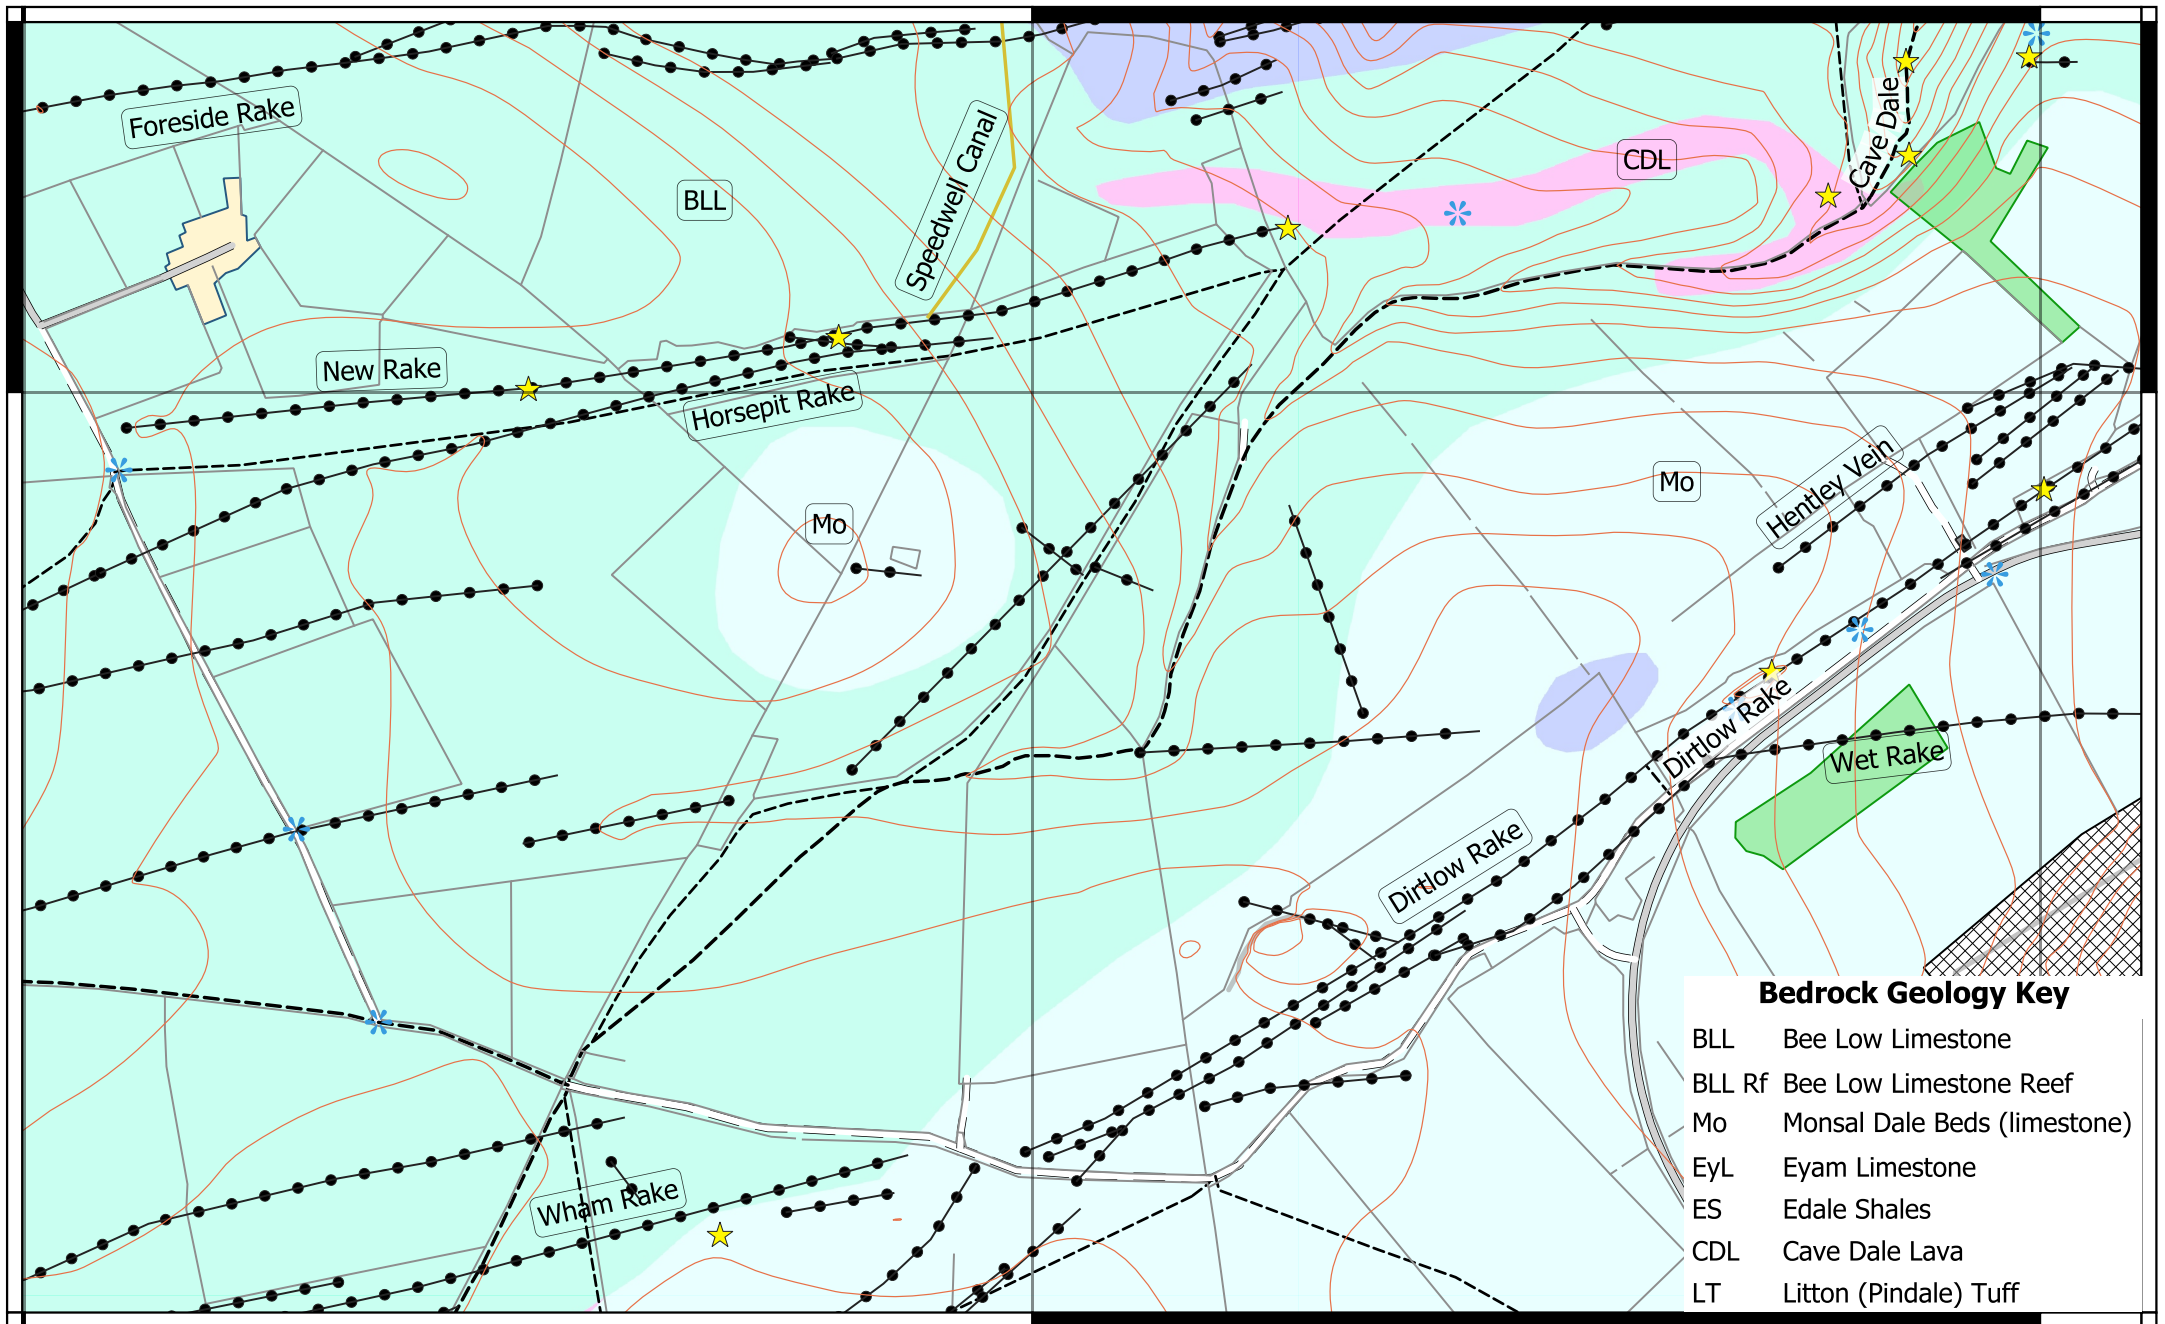 Foreside Rake
BLL
Speedwell Canal
CDL
Cave Dale
New Rake
Horsepit Rake
Mo
Mo
Hentley Vein
Dirtlow Rake
Wet Rake
Dirtlow Rake
Wham Rake
Bedrock Geology Key
BLL Bee Low Limestone
BLL Rf Bee Low Limestone Reef
Mo Monsal Dale Beds (limestone)
EyL Eyam Limestone
ES Edale Shales
CDL Cave Dale Lava
LT Litton (Pindale) Tuff